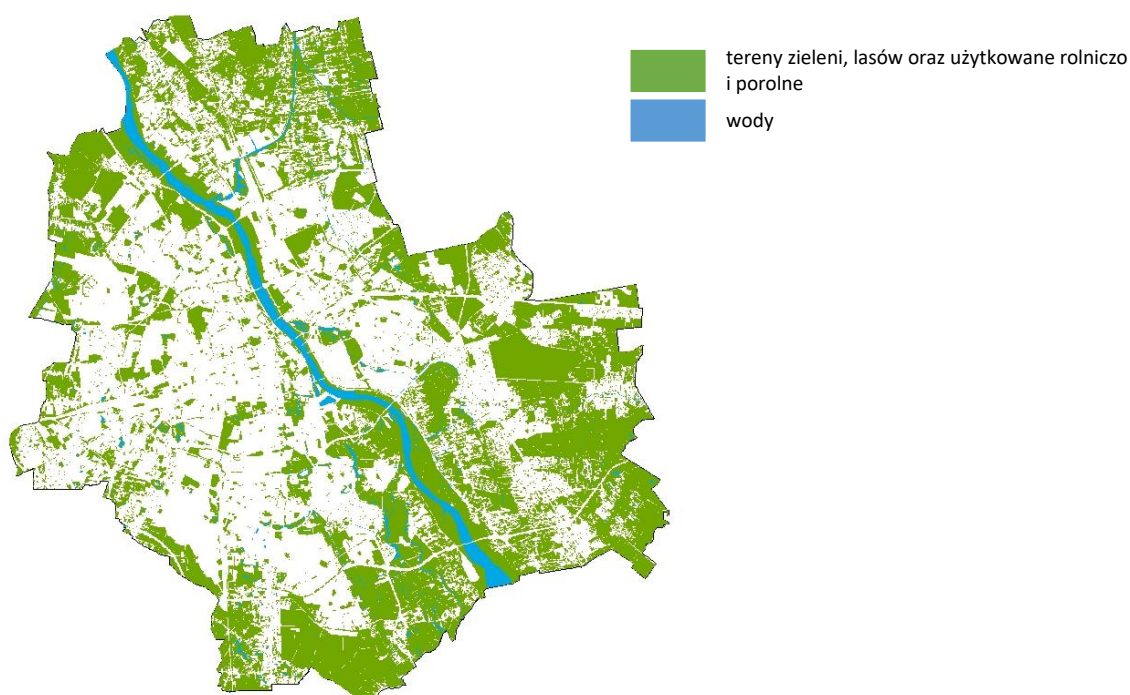 tereny zieleni, lasów oraz użytkowane rolniczo
i porolne
wody